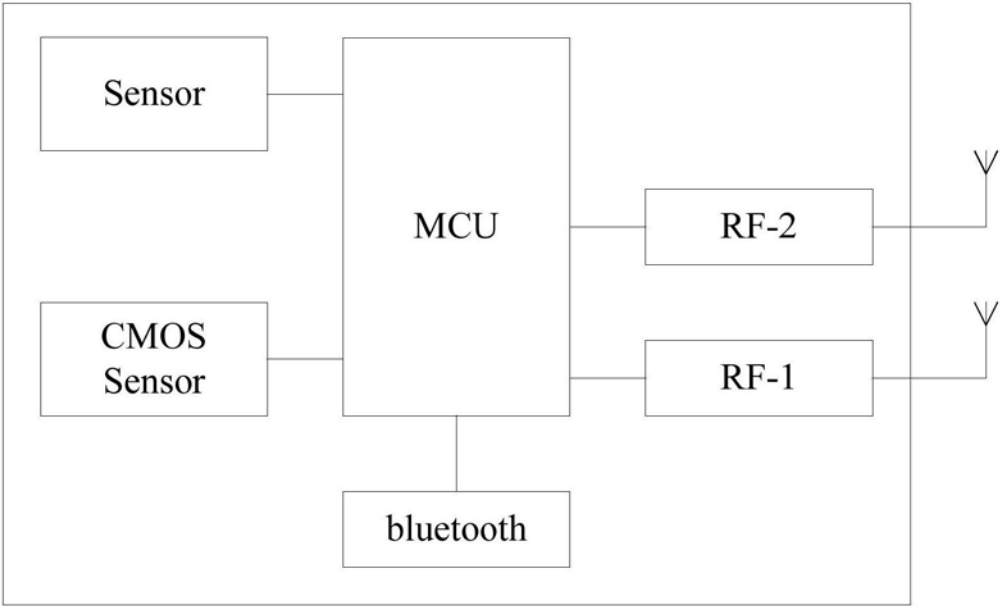 Sensor
MCU
RF-2
CMOS
Sensor
RF-1
bluetooth